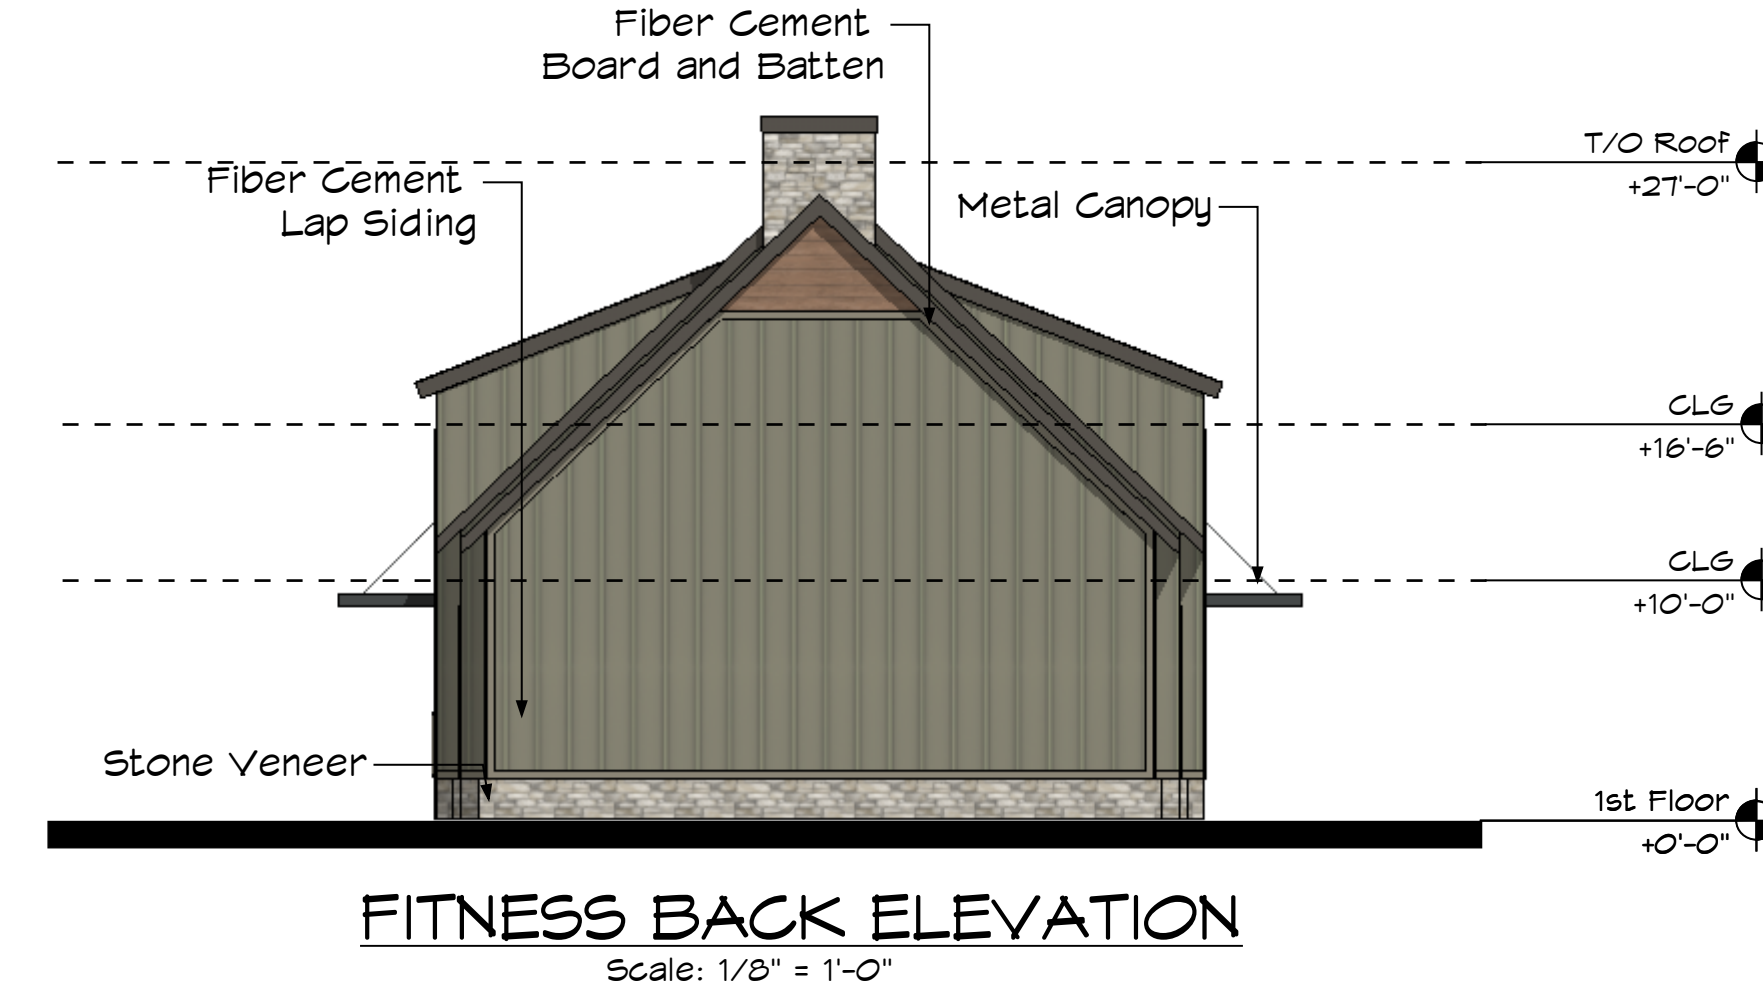 Fiber Cement
Board and Batten
T/O Roof
+27'-0"
Fiber Cement
Lap Siding
Metal Canopy
CLG
+16'-6"
CLG
+10'-0"
Stone Veneer
1st Floor
+0'-0"
FITNESS BACK ELEVATION
Scale: 1/8" = 1'-0"